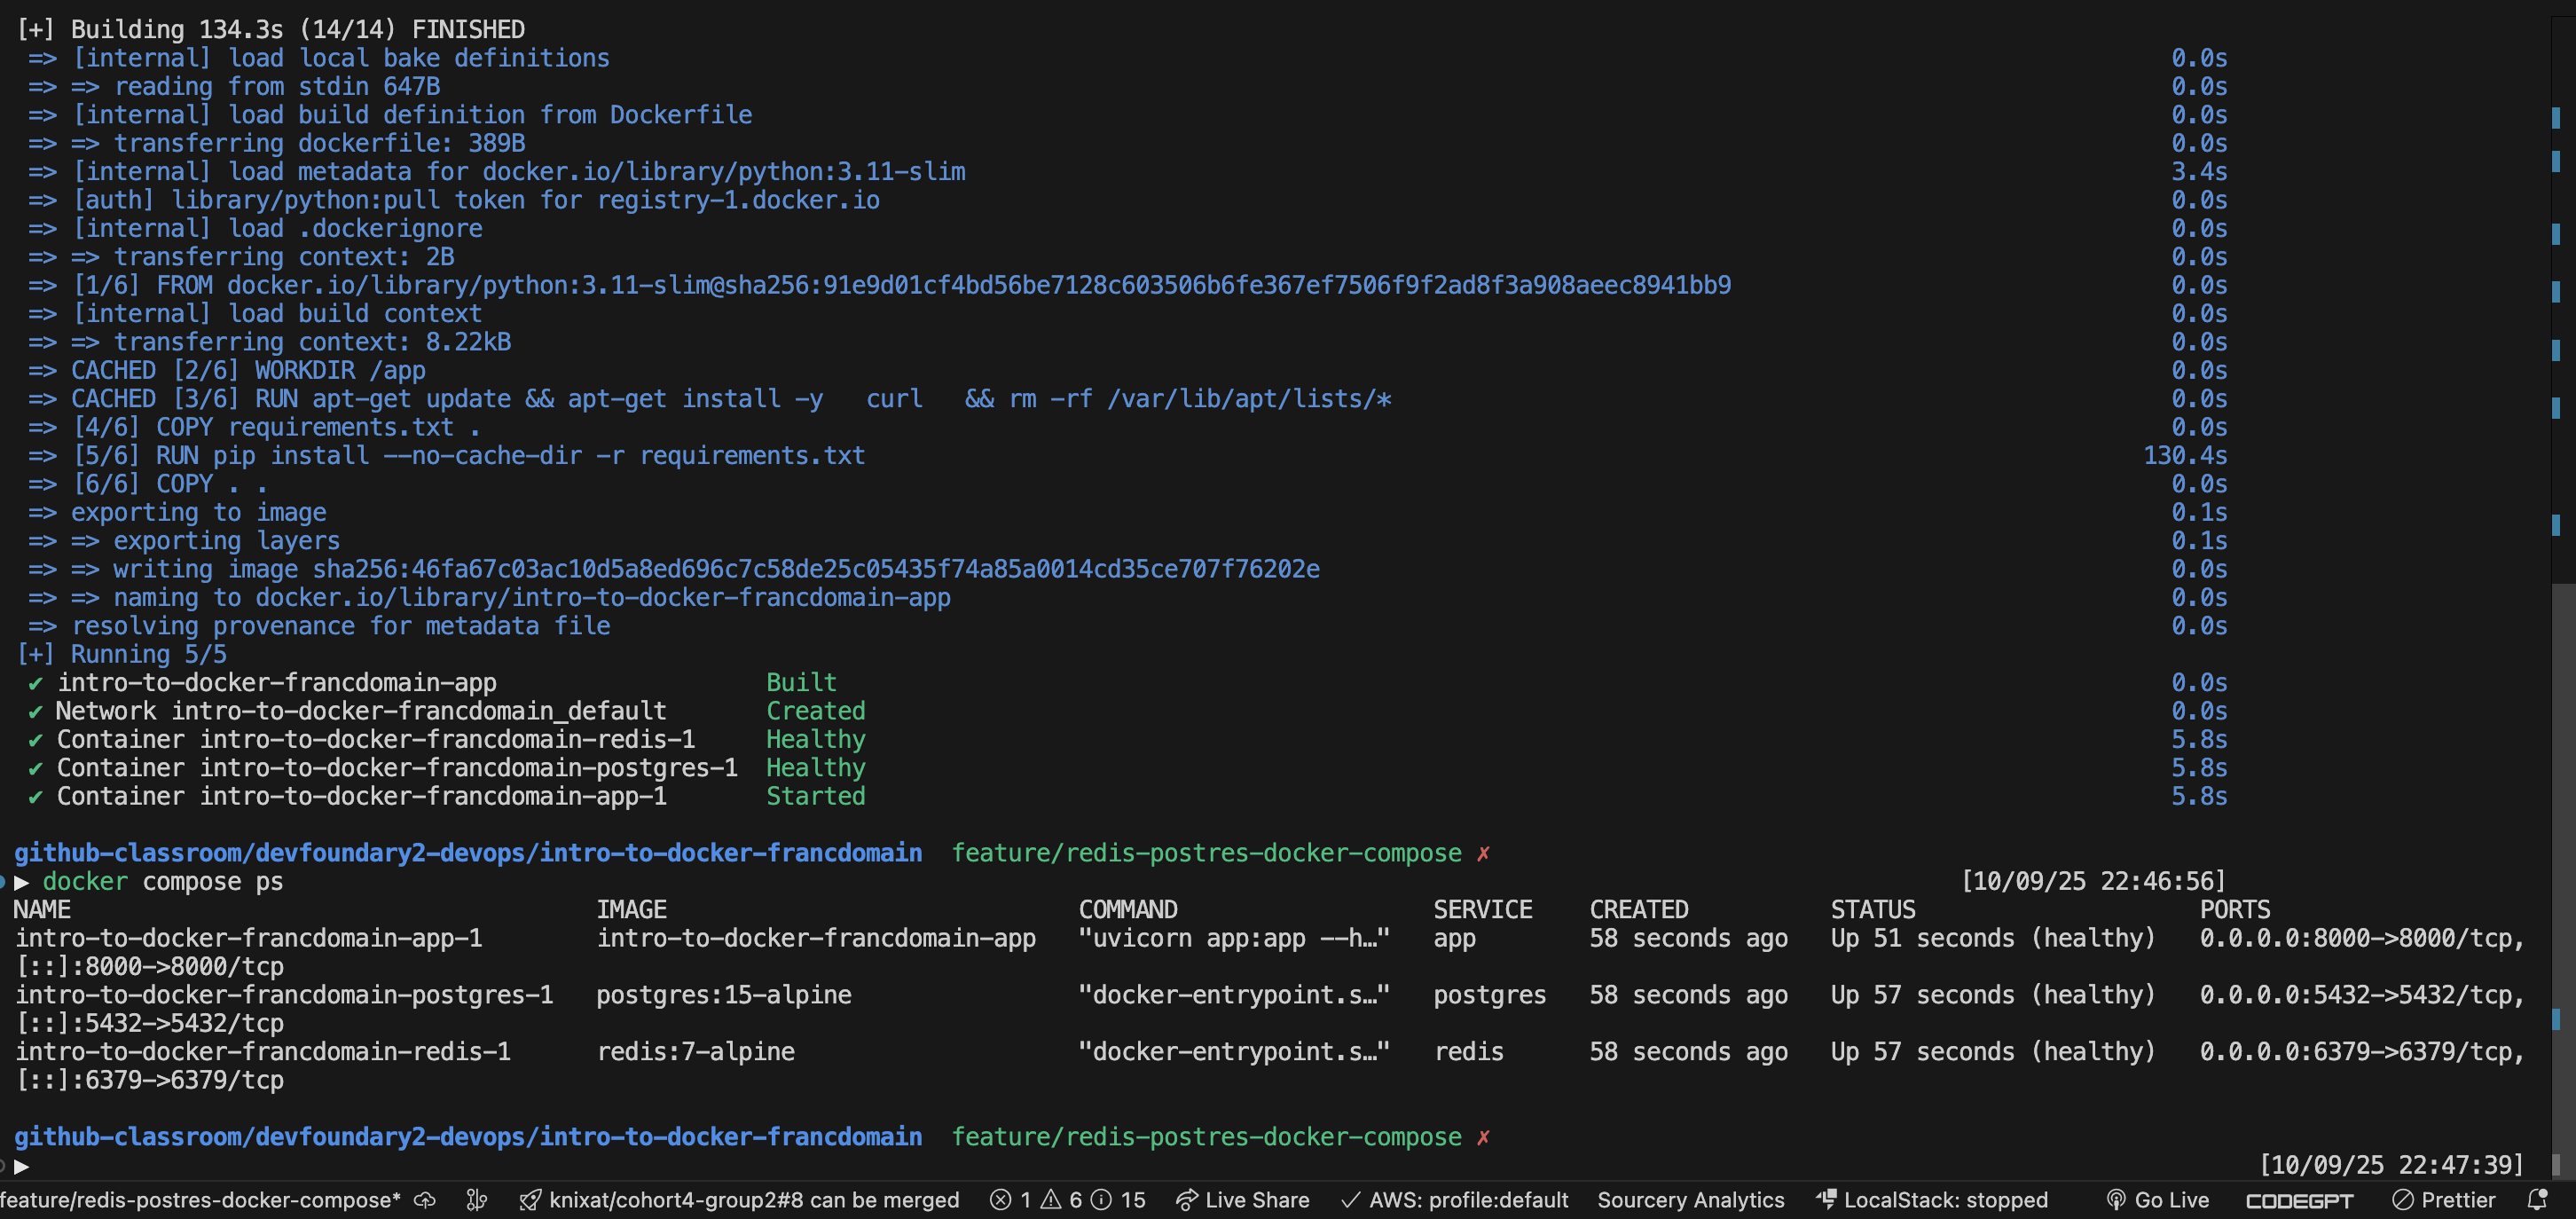 [+] Building 134.3s (14/14) FINISHED
=> [internal] load local bake definitions 0.0s
=> => reading from stdin 647B 0.0s
=> [internal] load build definition from Dockerfile 0.0s
=> => transferring dockerfile: 389B 0.0s
=> [internal] load metadata for docker.io/library/python:3.11-slim 3.4s
=> [auth] library/python:pull token for registry-1.docker.io 0.0s
=> [internal] load .dockerignore 0.0s
=> => transferring context: 2B 0.0s
=> [1/6] FROM docker.io/library/python:3.11-slim@sha256:91e9d01cf4bd56be7128c603506b6fe367ef7506f9f2ad8f3a908aeec8941bb9 0.0s
=> [internal] load build context 0.0s
=> => transferring context: 8.22kB 0.0s
=> CACHED [2/6] WORKDIR /app 0.0s
=> CACHED [3/6] RUN apt-get update && apt-get install -y   curl   && rm -rf /var/lib/apt/lists/* 0.0s
=> [4/6] COPY requirements.txt . 0.0s
=> [5/6] RUN pip install --no-cache-dir -r requirements.txt 130.4s
=> [6/6] COPY . . 0.0s
=> exporting to image 0.1s
=> => exporting layers 0.1s
=> => writing image sha256:46fa67c03ac10d5a8ed696c7c58de25c05435f74a85a0014cd35ce707f76202e 0.0s
=> => naming to docker.io/library/intro-to-docker-francdomain-app 0.0s
=> resolving provenance for metadata file 0.0s
[+] Running 5/5
✔ intro-to-docker-francdomain-app Built 0.0s
✔ Network intro-to-docker-francdomain_default Created 0.0s
✔ Container intro-to-docker-francdomain-redis-1 Healthy 5.8s
✔ Container intro-to-docker-francdomain-postgres-1 Healthy 5.8s
✔ Container intro-to-docker-francdomain-app-1 Started 5.8s
github-classroom/devfoundary2-devops/intro-to-docker-francdomain feature/redis-postres-docker-compose ✗
▶ docker compose ps [10/09/25 22:46:56]
NAME IMAGE COMMAND SERVICE CREATED STATUS PORTS
intro-to-docker-francdomain-app-1 intro-to-docker-francdomain-app "uvicorn app:app --h…" app 58 seconds ago Up 51 seconds (healthy) 0.0.0.0:8000->8000/tcp,
[::]:8000->8000/tcp
intro-to-docker-francdomain-postgres-1 postgres:15-alpine "docker-entrypoint.s…" postgres 58 seconds ago Up 57 seconds (healthy) 0.0.0.0:5432->5432/tcp,
[::]:5432->5432/tcp
intro-to-docker-francdomain-redis-1 redis:7-alpine "docker-entrypoint.s…" redis 58 seconds ago Up 57 seconds (healthy) 0.0.0.0:6379->6379/tcp,
[::]:6379->6379/tcp
github-classroom/devfoundary2-devops/intro-to-docker-francdomain feature/redis-postres-docker-compose ✗
▶ [10/09/25 22:47:39]
feature/redis-postres-docker-compose* knixat/cohort4-group2#8 can be merged 1 6 15 Live Share AWS: profile:default Sourcery Analytics LocalStack: stopped Go Live CODEGPT Prettier